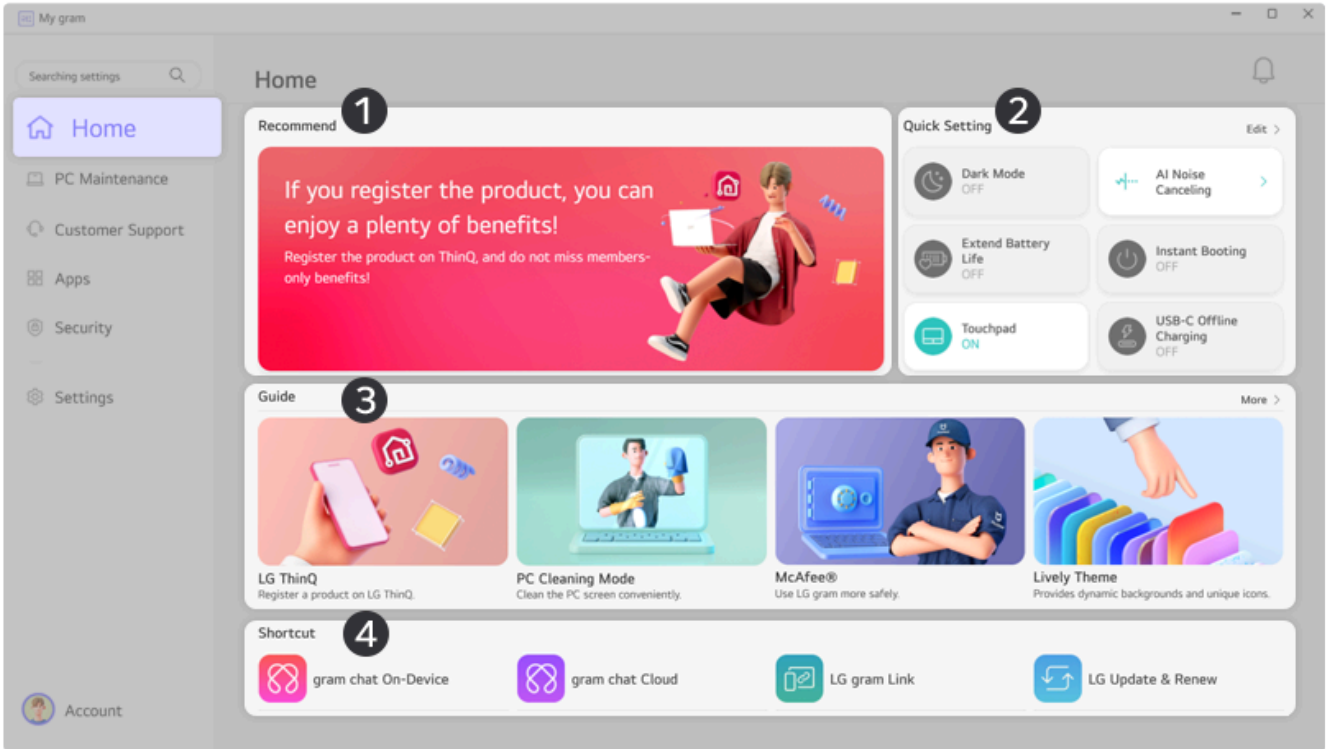 My gram
Searching settings
Home
PC Maintenance
Customer Support
Apps
Security
Settings
Account
Home
1
Recommend
If you register the product, you can
enjoy a plenty of benefits!
Register the product on ThinQ, and do not miss members-
only benefits!
2
Quick Setting
Edit >
Dark Mode
OFF
AI Noise
Canceling
Extend Battery
Life
OFF
Instant Booting
OFF
Touchpad
ON
USB-C Offline
Charging
OFF
3
Guide
More >
LG ThinQ
Register a product on LG ThinQ.
PC Cleaning Mode
Clean the PC screen conveniently.
McAfee®
Use LG gram more safely.
Lively Theme
Provides dynamic backgrounds and unique icons.
4
Shortcut
gram chat On-Device
gram chat Cloud
LG gram Link
LG Update & Renew